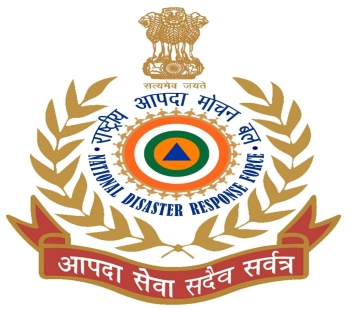 सत्यमेव जयते
राष्ट्रीय आपदा मोचन बल
NATIONAL DISASTER RESPONSE FORCE
आपदा सेवा सदैव सर्वत्र